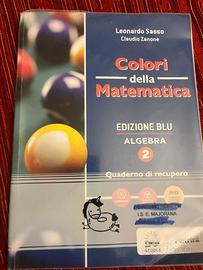 Leonardo Sasso
Claudio Zanone
Colori
della
Matematica
EDIZIONE BLU
ALGEBRA
2
Quaderno di recupero
I.S E. MAJORANA